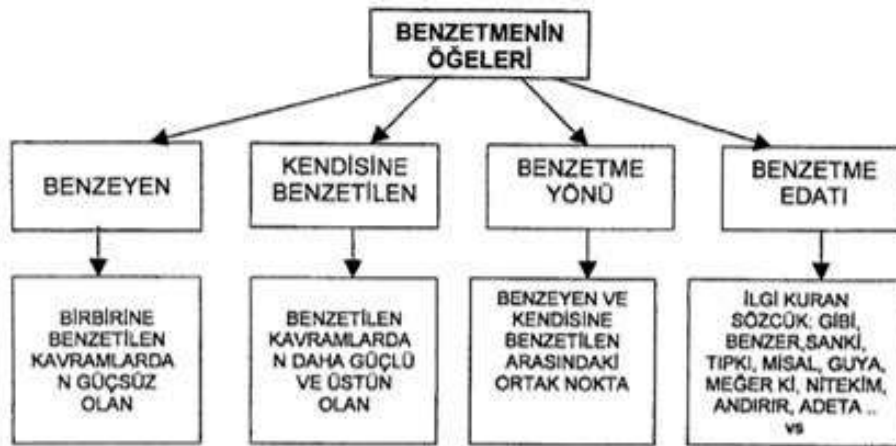 BENZETMENİN
ÖĞELERİ
BENZEYEN
KENDİSİNE
BENZETİLEN
BENZETME
YÖNÜ
BENZETME
EDATI
BİRBİRİNE
BENZETİLEN
KAVRAMLARDA
N GÜÇSÜZ
OLAN
BENZETİLEN
KAVRAMLARDA
N DAHA GÜÇLÜ
VE ÜSTÜN
OLAN
BENZEYEN VE
KENDİSİNE
BENZETİLEN
ARASINDAKİ
ORTAK NOKTA
İLGİ KURAN
SÖZCÜK: GİBİ,
BENZER,SANKİ,
TIPKI, MİSAL, GUYA,
MEĞER Kİ, NİTEKİM,
ANDIRIR, ADETA ..
vs